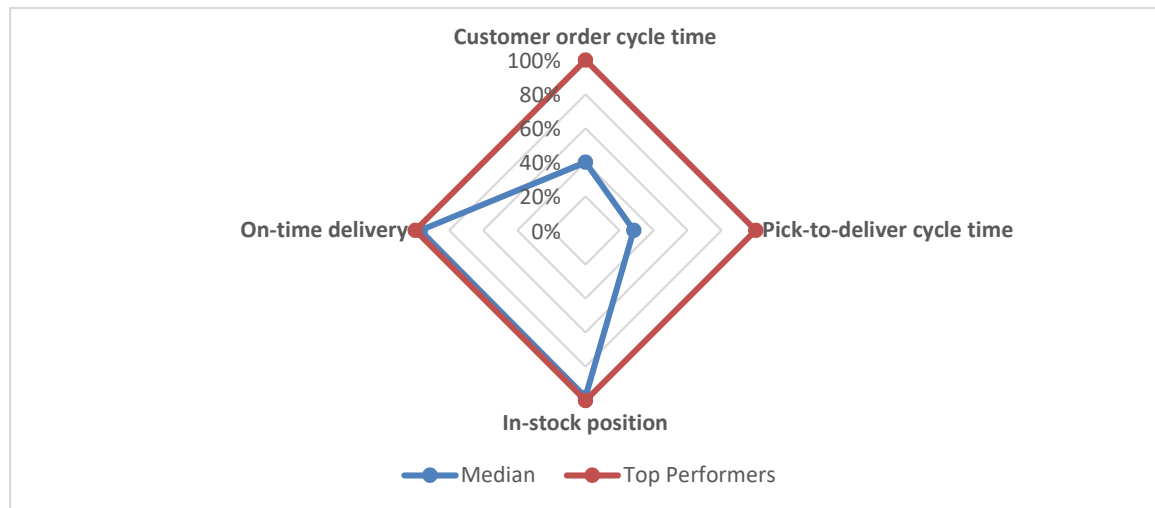 Customer order cycle time
100%
80%
60%
40%
20%
0%
On-time delivery
Pick-to-deliver cycle time
In-stock position
Median
Top Performers